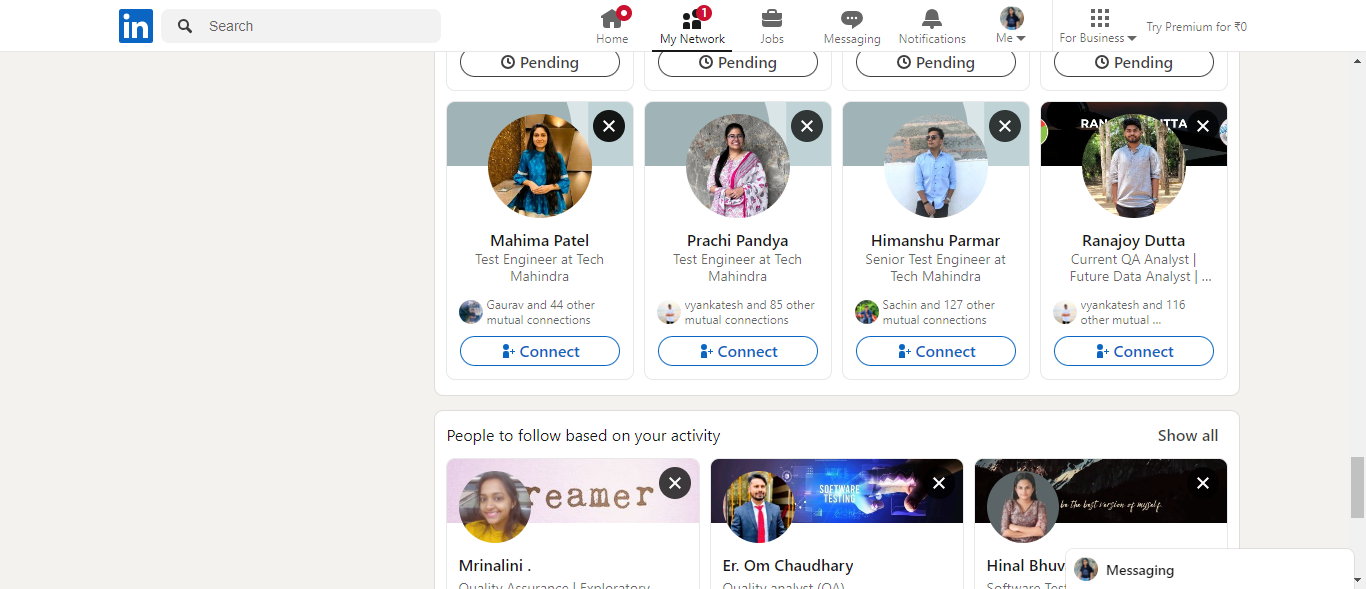 in
Search
Home
My Network
1
Jobs
Messaging
Notifications
Me
For Business
Try Premium for ₹0
Pending
Pending
Pending
Pending
Mahima Patel
Test Engineer at Tech
Mahindra
Gaurav and 44 other
mutual connections
Connect
Prachi Pandya
Test Engineer at Tech
Mahindra
vyankatesh and 85 other
mutual connections
Connect
Himanshu Parmar
Senior Test Engineer at
Tech Mahindra
Sachin and 127 other
mutual connections
Connect
Ranajoy Dutta
Current QA Analyst |
Future Data Analyst | ...
vyankatesh and 116
other mutual ...
Connect
People to follow based on your activity
Show all
reamer
Mrinalini .
Quality Assurance | Exploratory
SOFTWARE
TESTING
Er. Om Chaudhary
Quality analyst (QA)
be the best version of myself.
Hinal Bhuv
Software Test
Messaging